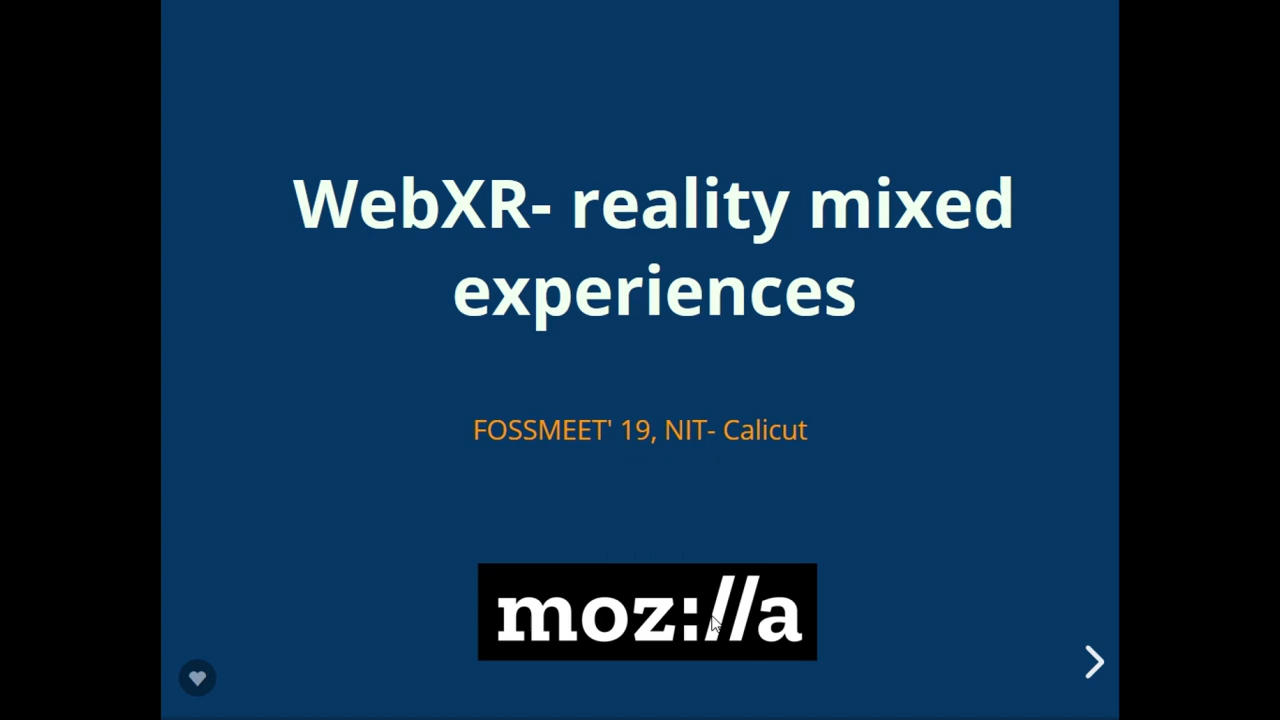 WebXR- reality mixed
experiences
FOSSMEET' 19, NIT- Calicut
moz://a